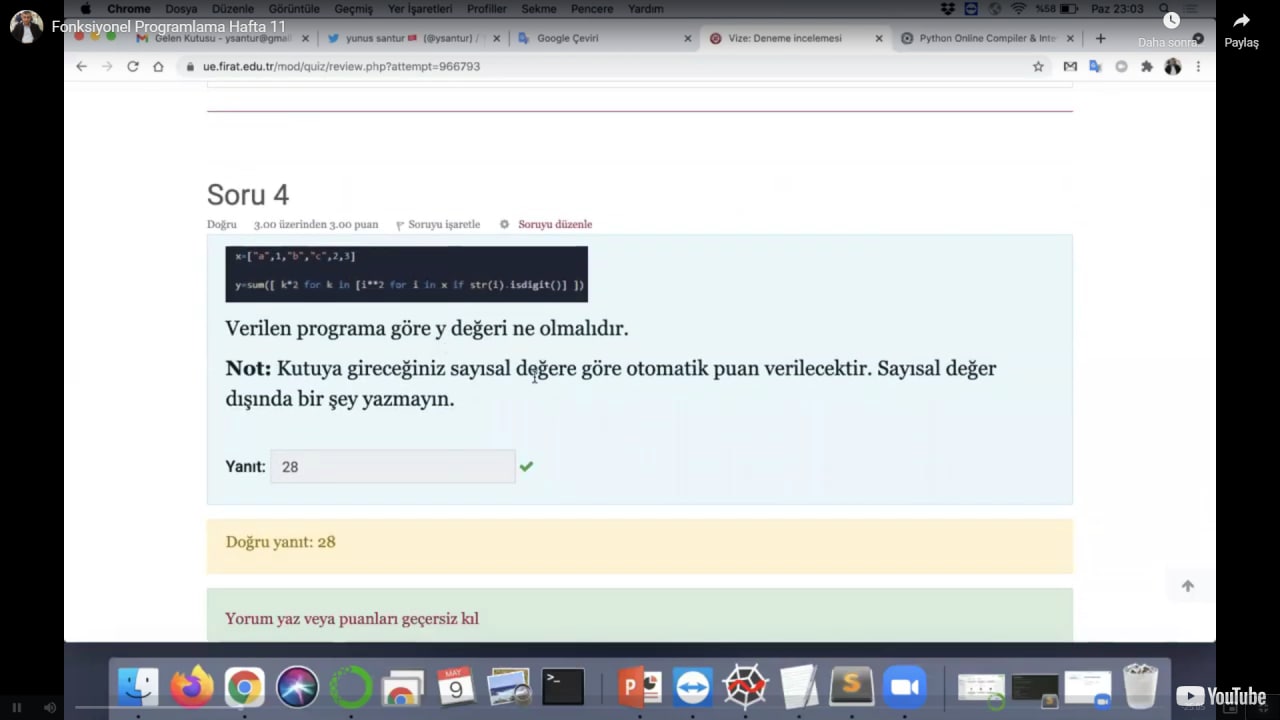 Chrome Dosya Düzenle Görüntüle Geçmiş Yer İşaretleri Profiller Sekme Pencere Yardım %58 Paz 23:03
Fonksiyonel Programlama Hafta 11
Gelen Kutusu - ysantur@gmail
yunus santur (@ysantur) /
Google Çeviri
Vize: Deneme incelemesi
Python Online Compiler & Inte
Daha sonra...
Paylaş
ue.firat.edu.tr/mod/quiz/review.php?attempt=966793
Soru 4
Doğru 3.00 üzerinden 3.00 puan Soruyu işaretle Soruyu düzenle
x=["a",1,"b","c",2,3]
y=sum([ k*2 for k in [i**2 for i in x if str(i).isdigit()] ])
Verilen programa göre y değeri ne olmalıdır.
Not: Kutuya gireceğiniz sayısal değere göre otomatik puan verilecektir. Sayısal değer
dışında bir şey yazmayın.
Yanıt: 28
Doğru yanıt: 28
Yorum yaz veya puanları geçersiz kıl
MAY
9
YouTube